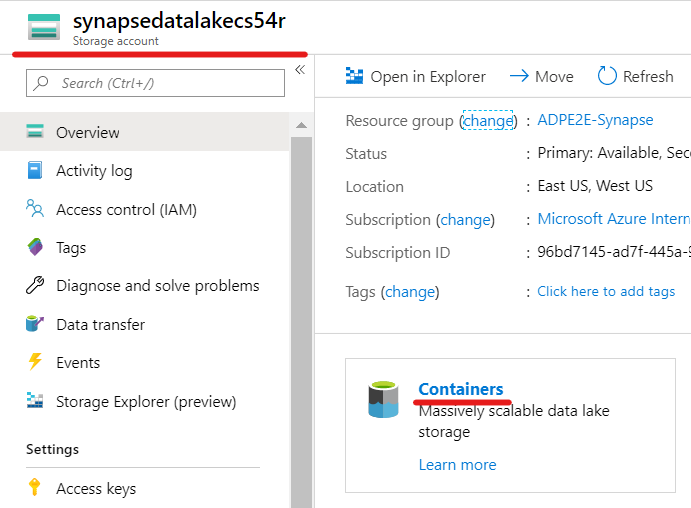 synapsedatalakecs54r
Storage account
Search (Ctrl+/)
«
Overview
Activity log
Access control (IAM)
Tags
Diagnose and solve problems
Data transfer
Events
Storage Explorer (preview)
Settings
Access keys
Open in Explorer
Move
Refresh
Resource group (change) : ADPE2E-Synapse
Status : Primary: Available, Sec
Location : East US, West US
Subscription (change) : Microsoft Azure Intern
Subscription ID : 96bd7145-ad7f-445a-9
Tags (change) : Click here to add tags
Containers
Massively scalable data lake
storage
Learn more